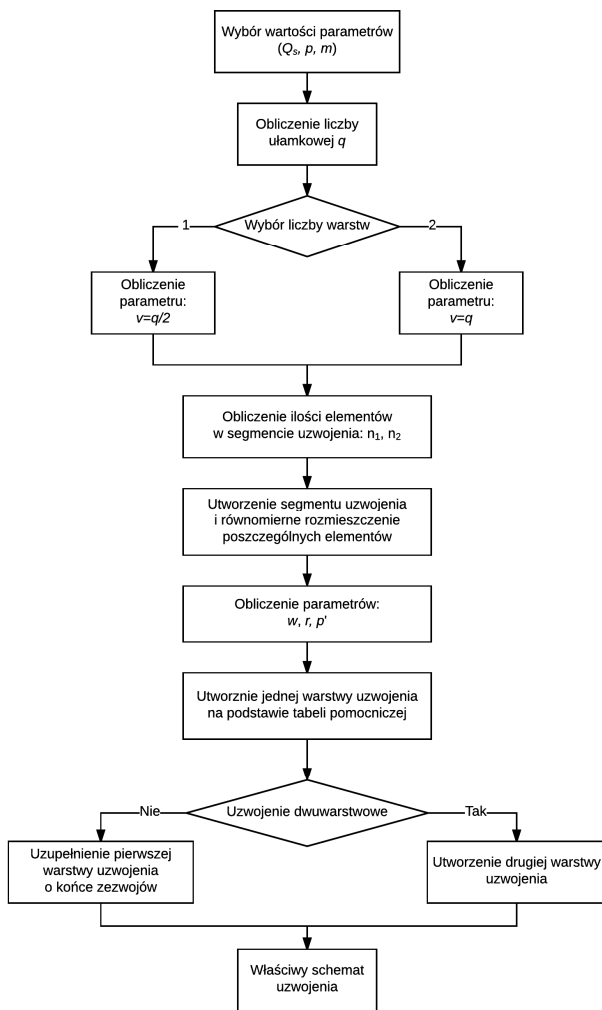 Wybór wartości parametrów
(Qs, p, m)
Obliczenie liczby
ułamkowej q
1
Wybór liczby warstw
2
Obliczenie
parametru:
v=q/2
Obliczenie
parametru:
v=q
Obliczenie ilości elementów
w segmencie uzwojenia: n1, n2
Utworzenie segmentu uzwojenia
i równomierne rozmieszczenie
poszczególnych elementów
Obliczenie parametrów:
w, r, p'
Utworznie jednej warstwy uzwojenia
na podstawie tabeli pomocniczej
Nie
Uzwojenie dwuwarstwowe
Tak
Uzupełnienie pierwszej
warstwy uzwojenia
o końce zezwojów
Utworzenie drugiej warstwy
uzwojenia
Właściwy schemat
uzwojenia